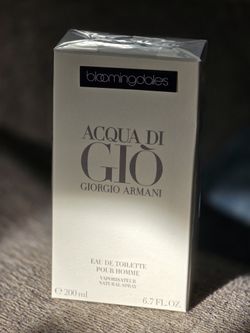 bloomingdales
ACQUA DI
GIÒ
GIORGIO ARMANI
EAU DE TOILETTE
POUR HOMME
VAPORISATEUR
NATURAL SPRAY
℮ 200 ml
6.7 FL. OZ.